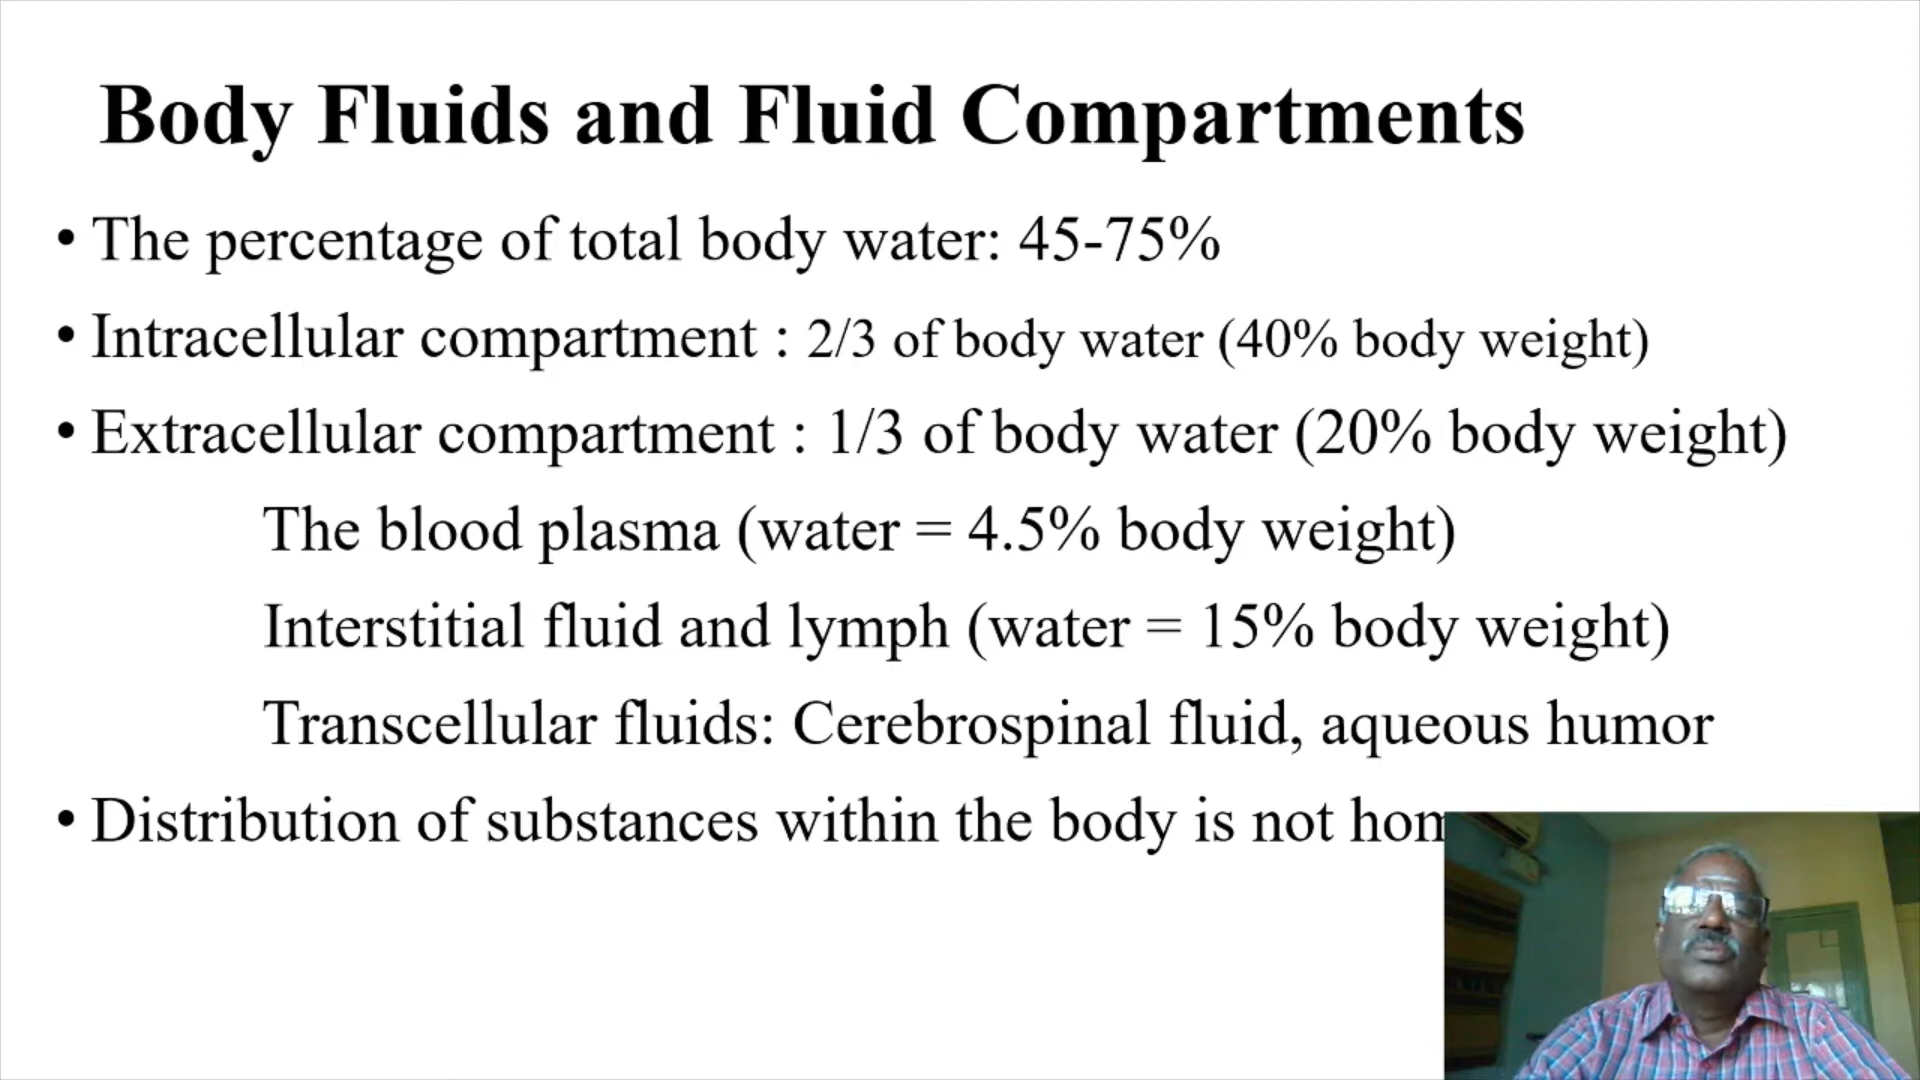 Body Fluids and Fluid Compartments
• The percentage of total body water: 45-75%
• Intracellular compartment : 2/3 of body water (40% body weight)
• Extracellular compartment : 1/3 of body water (20% body weight)
The blood plasma (water = 4.5% body weight)
Interstitial fluid and lymph (water = 15% body weight)
Transcellular fluids: Cerebrospinal fluid, aqueous humor
• Distribution of substances within the body is not